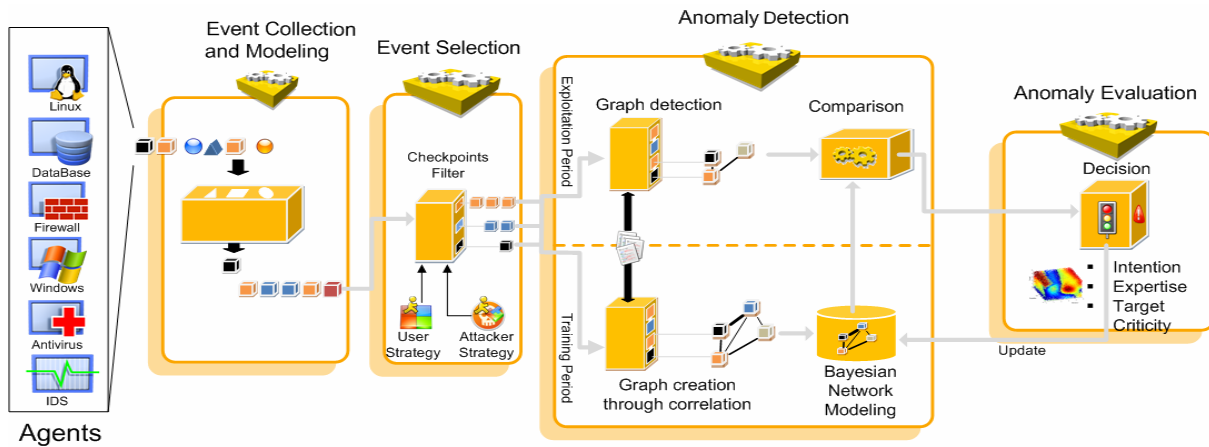 Event Collection
and Modeling
Event Selection
Anomaly Detection
Anomaly Evaluation
Linux
DataBase
Firewall
Windows
Antivirus
IDS
Agents
Checkpoints
Filter
User
Strategy
Attacker
Strategy
Exploitation Period
Training Period
Graph detection
Comparison
Graph creation
through correlation
Bayesian
Network
Modeling
Decision
Intention
Expertise
Target
Criticity
Update